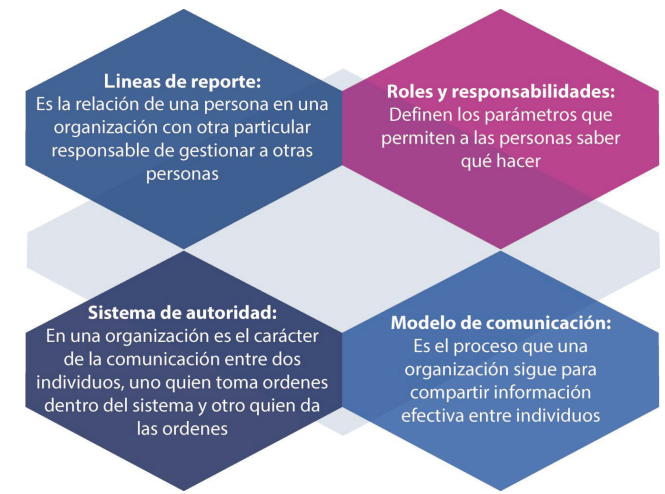 Lineas de reporte:
Es la relación de una persona en una
organización con otra particular
responsable de gestionar a otras
personas
Roles y responsabilidades:
Definen los parámetros que
permiten a las personas saber
qué hacer
Sistema de autoridad:
En una organización es el carácter
de la comunicación entre dos
individuos, uno quien toma ordenes
dentro del sistema y otro quien da
las ordenes
Modelo de comunicación:
Es el proceso que una
organización sigue para
compartir información
efectiva entre individuos